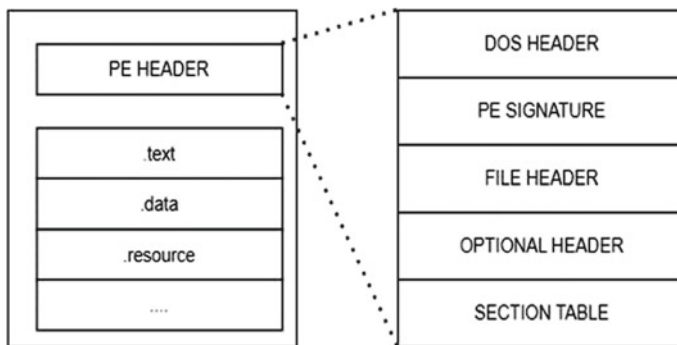 PE HEADER
.text
.data
.resource
....
DOS HEADER
PE SIGNATURE
FILE HEADER
OPTIONAL HEADER
SECTION TABLE